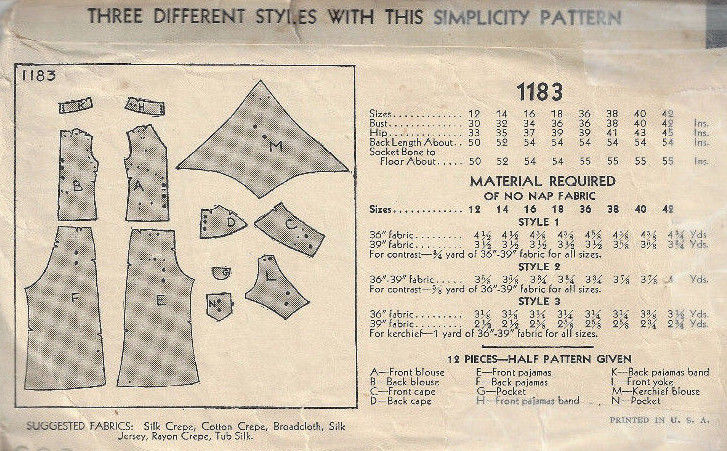 THREE DIFFERENT STYLES WITH THIS SIMPLICITY PATTERN
1183
K H
M
B A
D C
F E
G L
N
1183
Sizes 12 14 16 18 36 38 40 42
Bust 30 32 34 36 36 38 40 42 Ins.
Hip 33 35 37 39 39 41 43 45 Ins.
Back Length About 50 52 54 54 54 54 54 54 Ins.
Socket Bone to
Floor About 50 52 54 55 55 55 55 55 Ins.
MATERIAL REQUIRED
OF NO NAP FABRIC
Sizes 12 14 16 18 36 38 40 42
STYLE 1
36" fabric Yds
39" fabric Yds.
For contrast— yard of 36"-39" fabric for all sizes.
STYLE 2
36"-39" fabric Yds.
For contrast— yard of 36"-39" fabric for all sizes.
STYLE 3
36" fabric Yds.
39" fabric Yds.
For kerchief—1 yard of 36"-39" fabric for all sizes.
12 PIECES—HALF PATTERN GIVEN
A—Front blouse E—Front pajamas K—Back pajamas band
B Back blouse F Back pajamas Front yoke
C—Front cape G—Pocket M—Kerchief blouse
D—Back cape H—Front pajamas band N—Pocket
SUGGESTED FABRICS: Silk Crepe, Cotton Crepe, Broadcloth, Silk
Jersey, Rayon Crepe, Tub Silk.
PRINTED IN U. S. A.